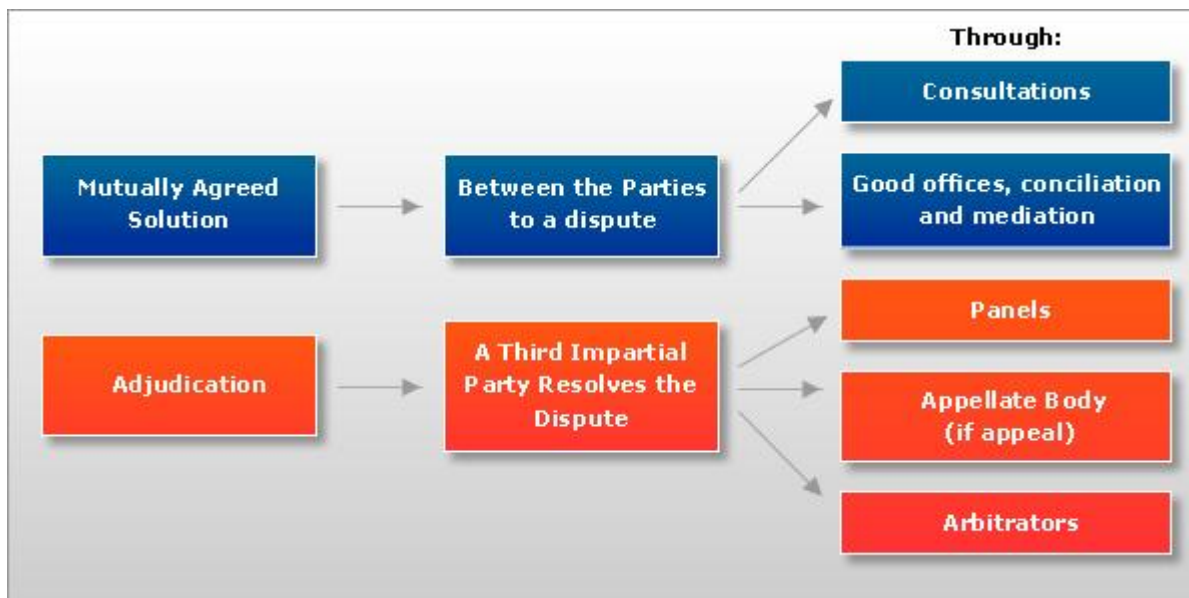 Through:
Consultations
Mutually Agreed
Solution
Between the Parties
to a dispute
Good offices, conciliation
and mediation
Adjudication
A Third Impartial
Party Resolves the
Dispute
Panels
Appellate Body
(if appeal)
Arbitrators